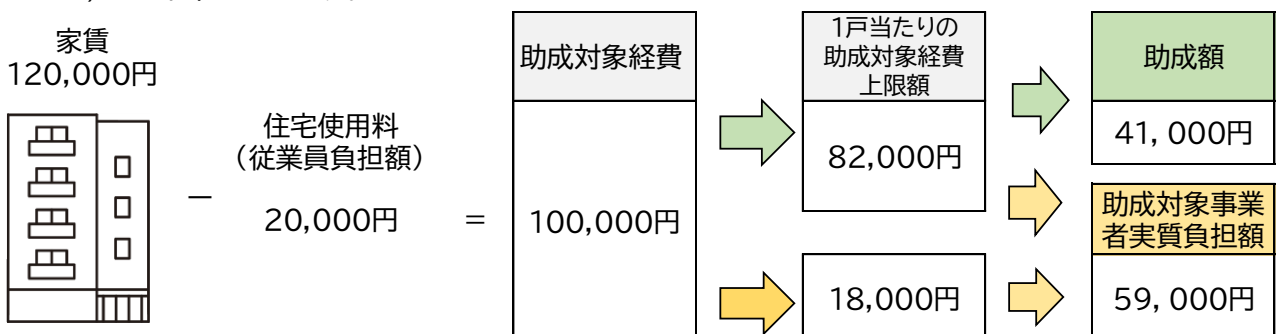 家賃
120,000円
－
住宅使用料
（従業員負担額）
20,000円
＝
助成対象経費
100,000円
1戸当たりの
助成対象経費
上限額
82,000円
18,000円
助成額
41，000円
助成対象事業
者実質負担額
59，000円